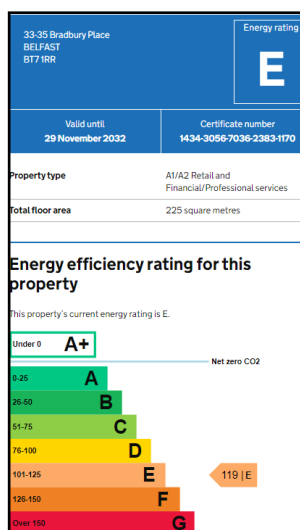 33-35 Bradbury Place
BELFAST
BT7 1RR
Energy rating
E
Valid until
29 November 2032
Certificate number
1434-3056-7036-2383-1170
Property type
A1/A2 Retail and
Financial/Professional services
Total floor area
225 square metres
Energy efficiency rating for this
property
This property's current energy rating is E.
Under 0 A+
Net zero CO2
0-25 A
26-50 B
51-75 C
76-100 D
101-125 E
119 | E
126-150 F
Over 150 G